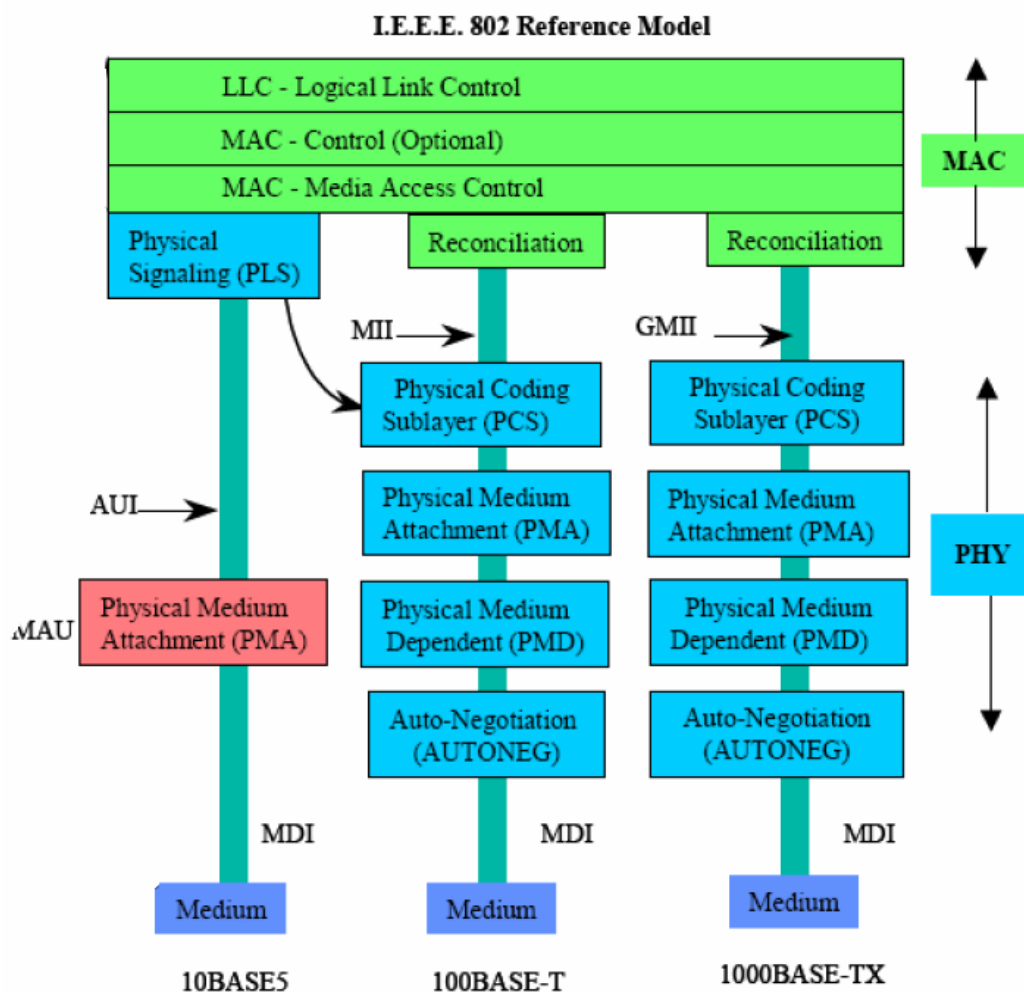 I.E.E.E. 802 Reference Model
LLC - Logical Link Control
MAC - Control (Optional)
MAC - Media Access Control
MAC
Physical
Signaling (PLS)
Reconciliation
Reconciliation
MII
GMII
Physical Coding
Sublayer (PCS)
Physical Coding
Sublayer (PCS)
AUI
Physical Medium
Attachment (PMA)
Physical Medium
Attachment (PMA)
PHY
MAU
Physical Medium
Attachment (PMA)
Physical Medium
Dependent (PMD)
Physical Medium
Dependent (PMD)
Auto-Negotiation
(AUTONEG)
Auto-Negotiation
(AUTONEG)
MDI
MDI
MDI
Medium
Medium
Medium
10BASE5
100BASE-T
1000BASE-TX